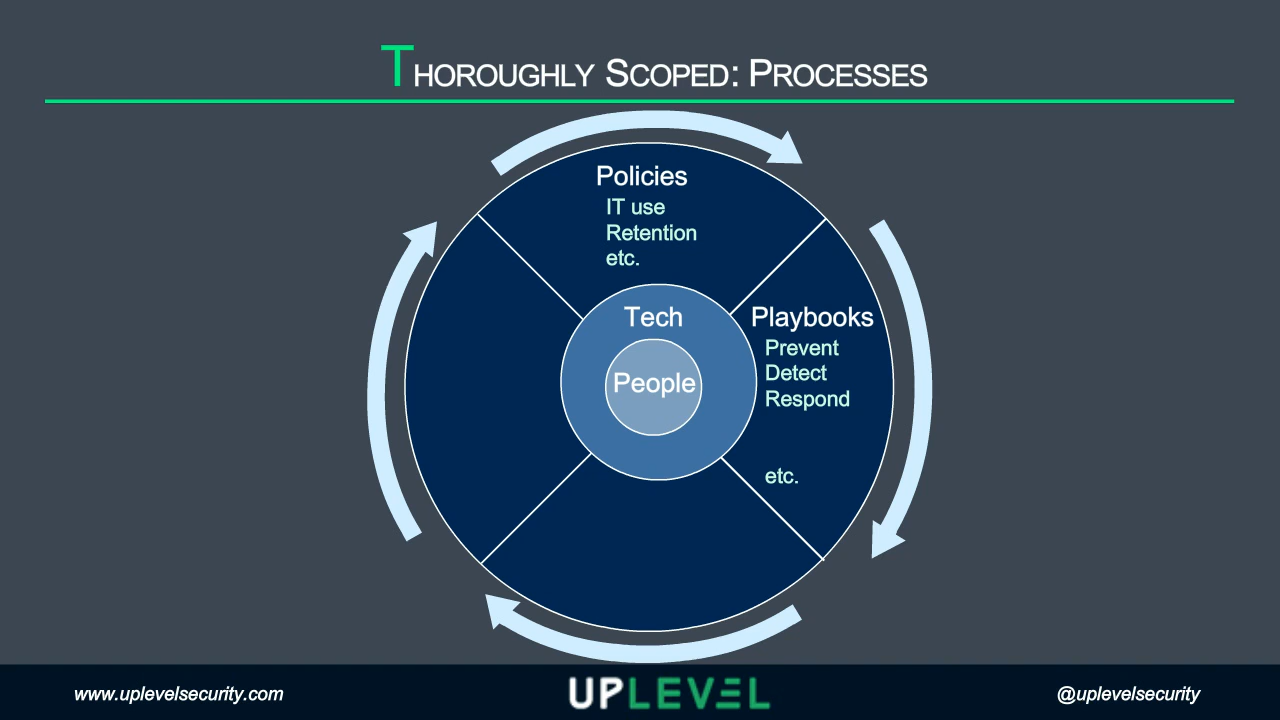 THOROUGHLY SCOPED: PROCESSES
Policies
IT use
Retention
etc.
Tech
People
Playbooks
Prevent
Detect
Respond
etc.
www.uplevelsecurity.com
UPLEVEL
@uplevelsecurity